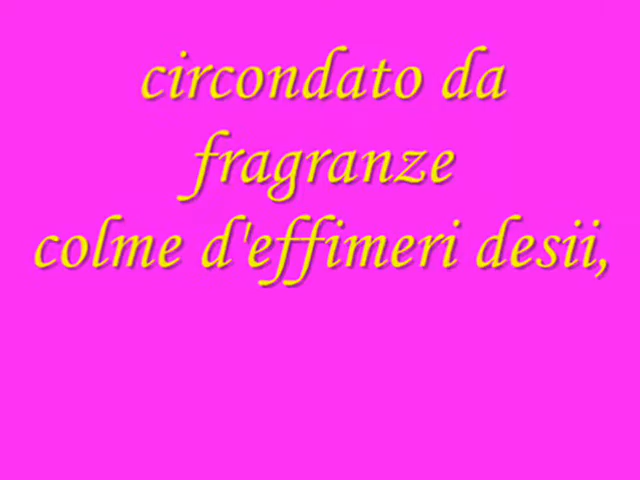 circondato da
fragranze
colme d'effimeri desii,